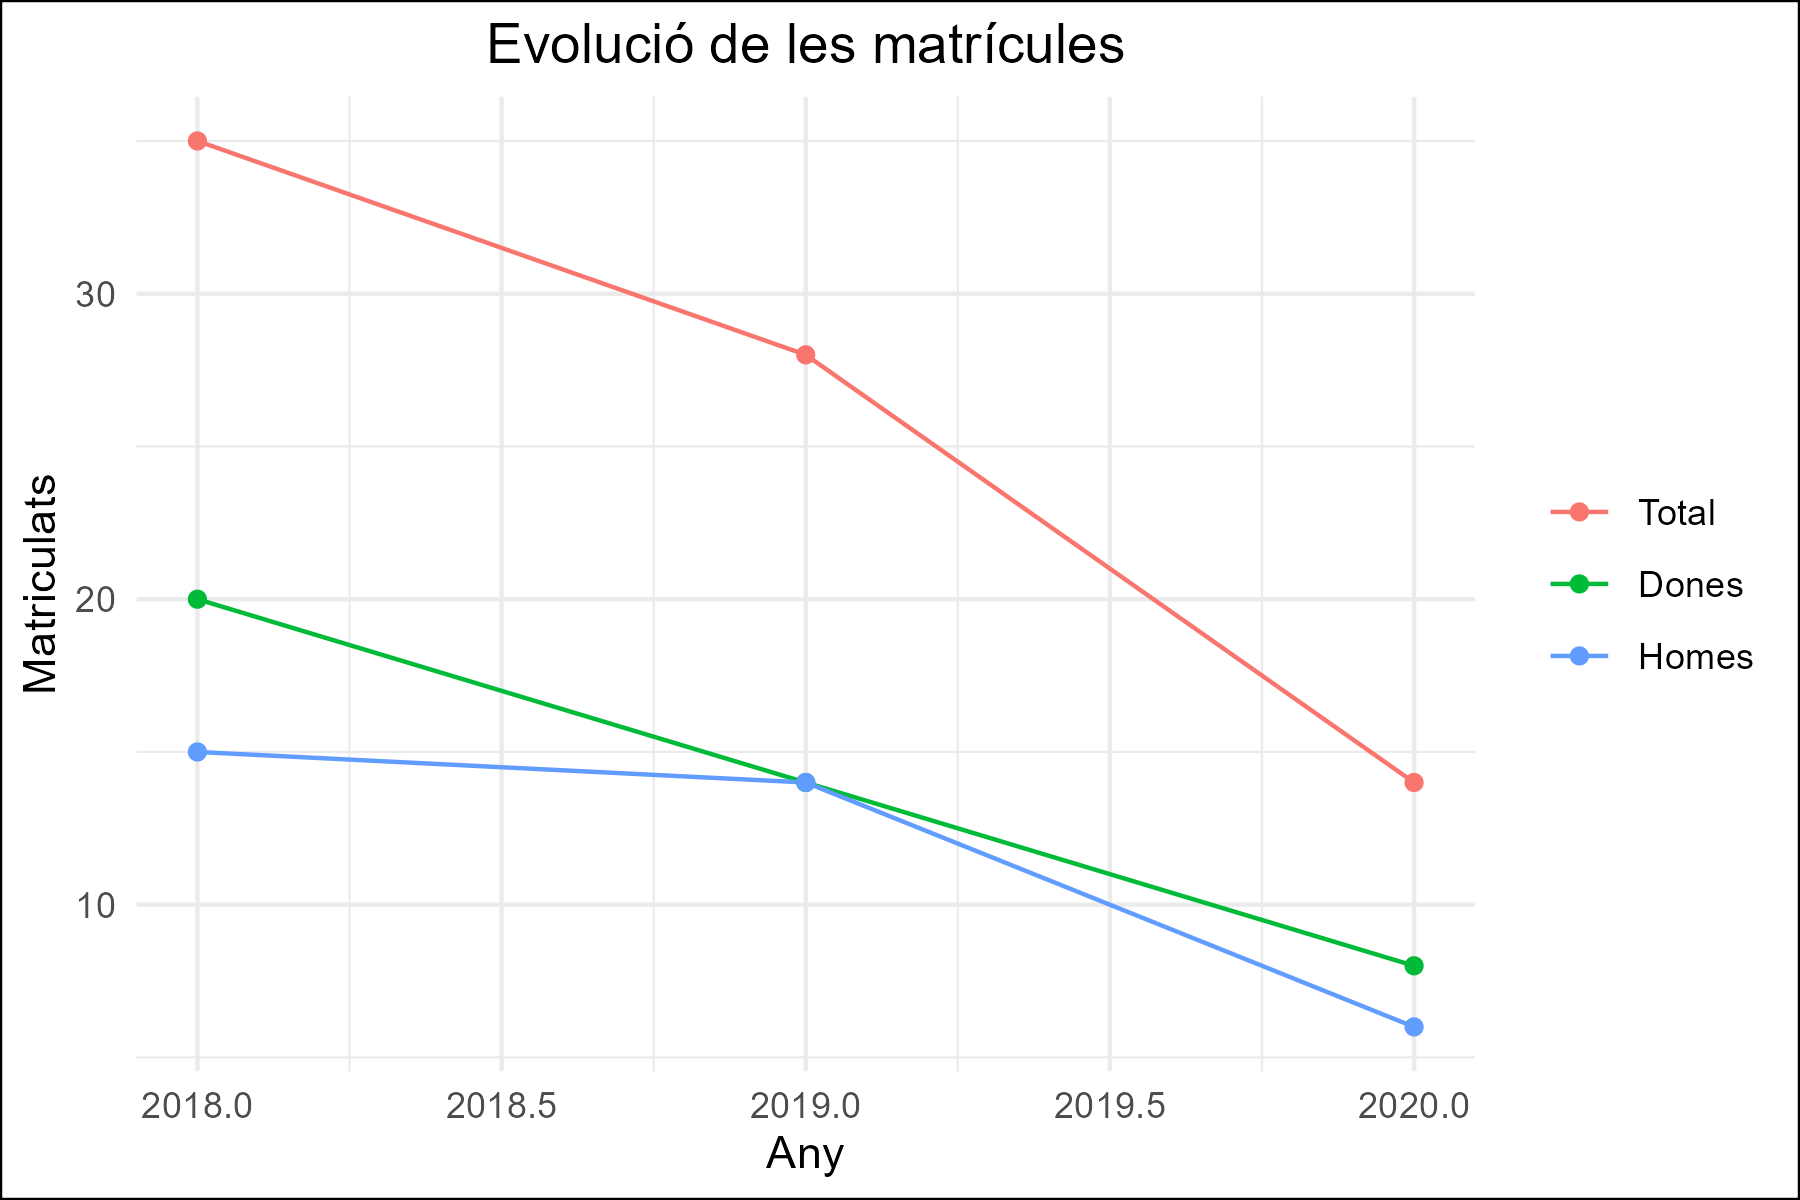 Evolució de les matrícules
Matriculats
30
20
10
2018.0
2018.5
2019.0
2019.5
2020.0
Any
Total
Dones
Homes